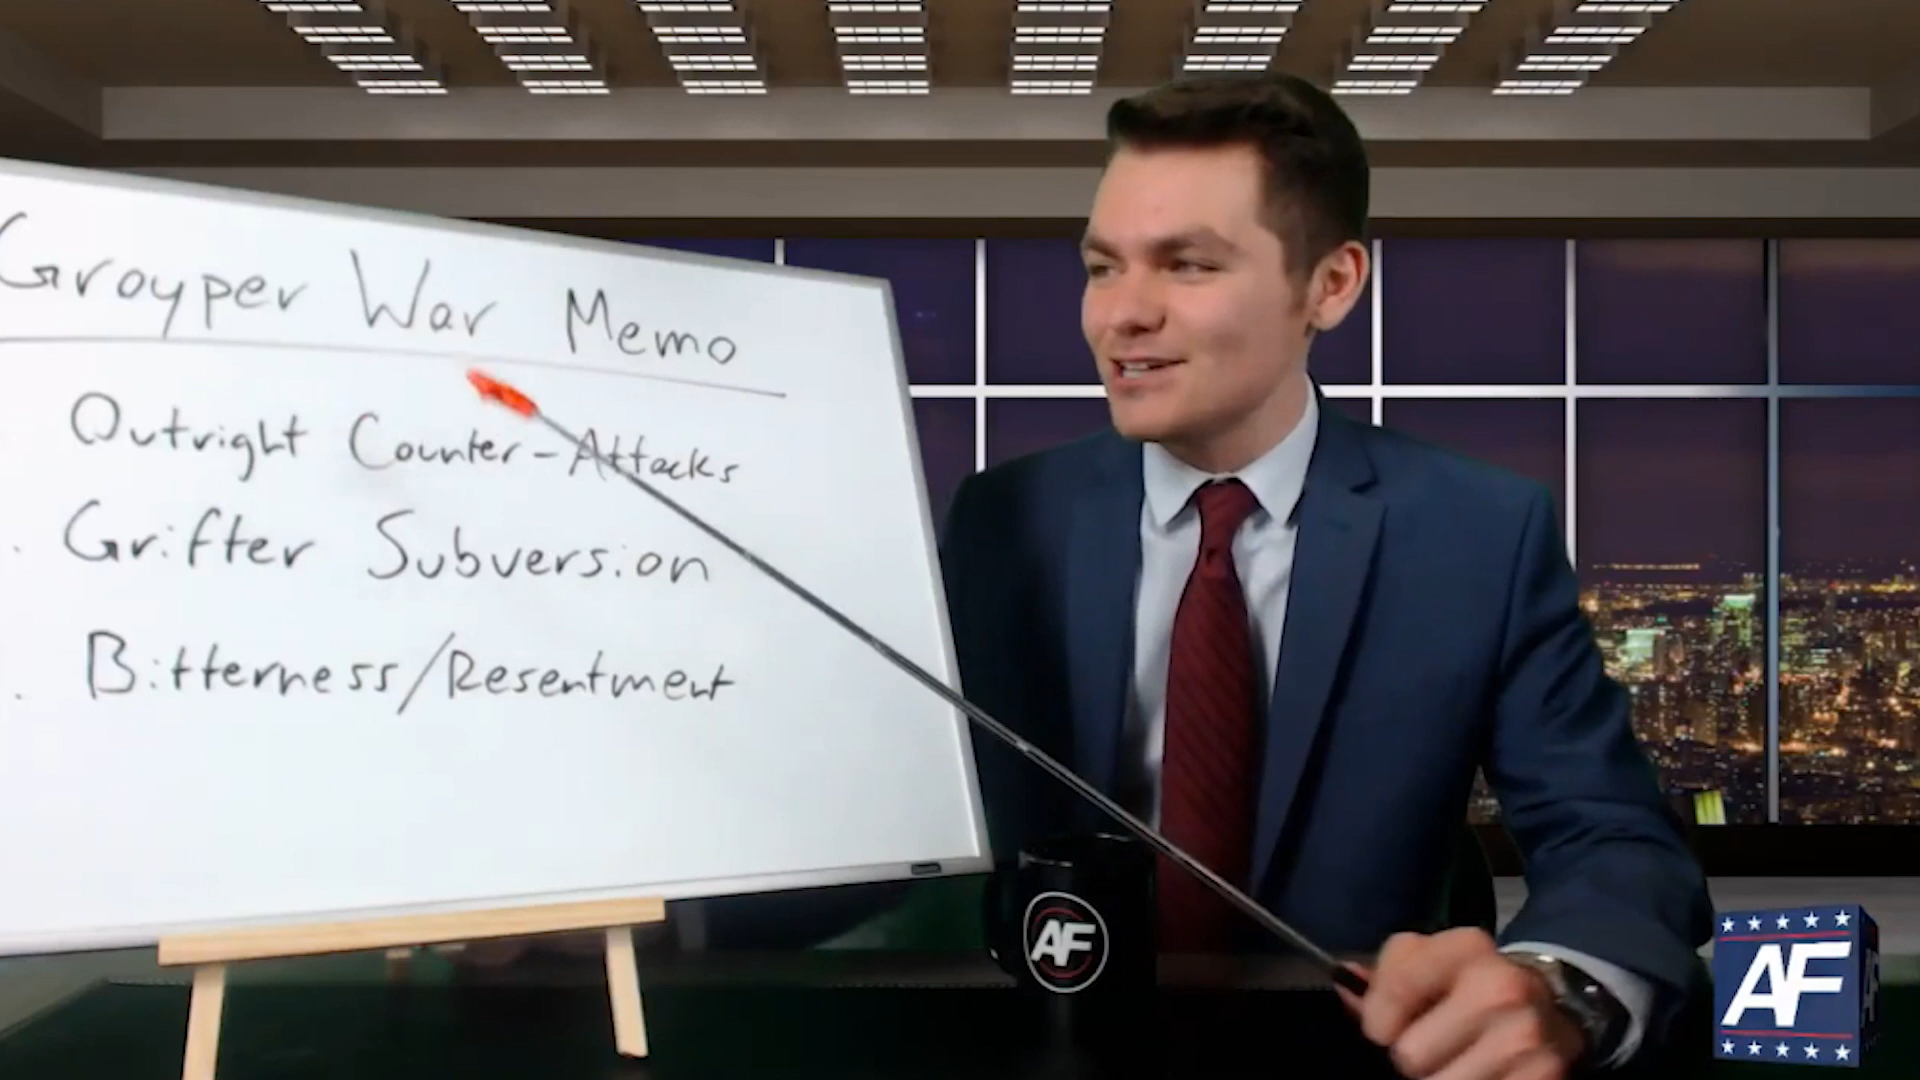 Groyper War Memo
Outright Counter-Attacks
Grifter Subversion
Bitterness/Resentment
AF
AF